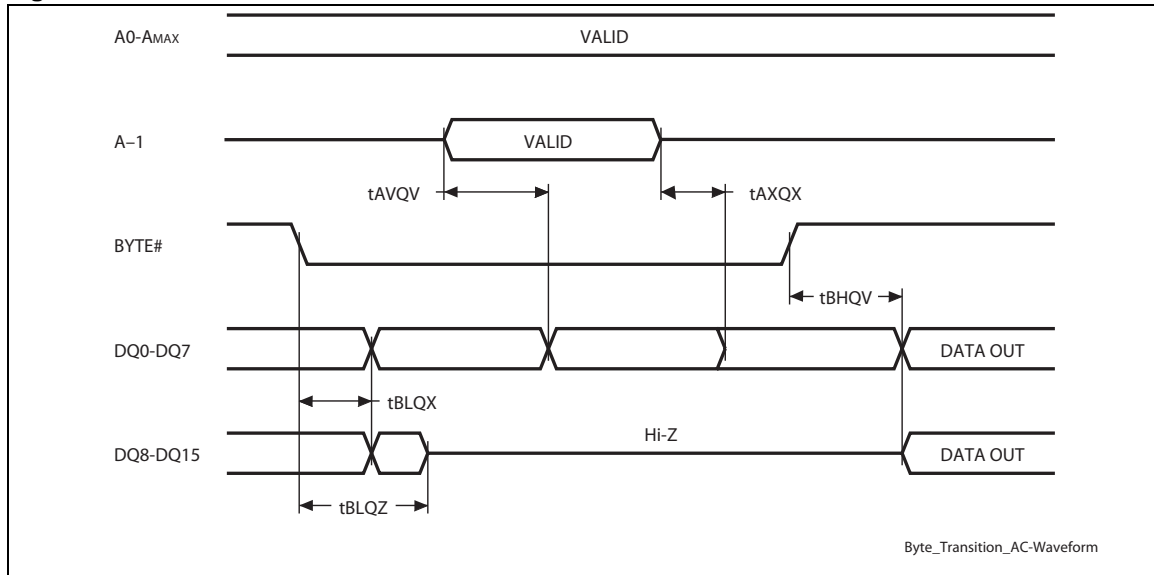 A0-AMAX
VALID
A–1
VALID
tAVQV
tAXQX
BYTE#
tBHQV
DQ0-DQ7
DATA OUT
tBLQX
Hi-Z
DQ8-DQ15
DATA OUT
tBLQZ
Byte_Transition_AC-Waveform